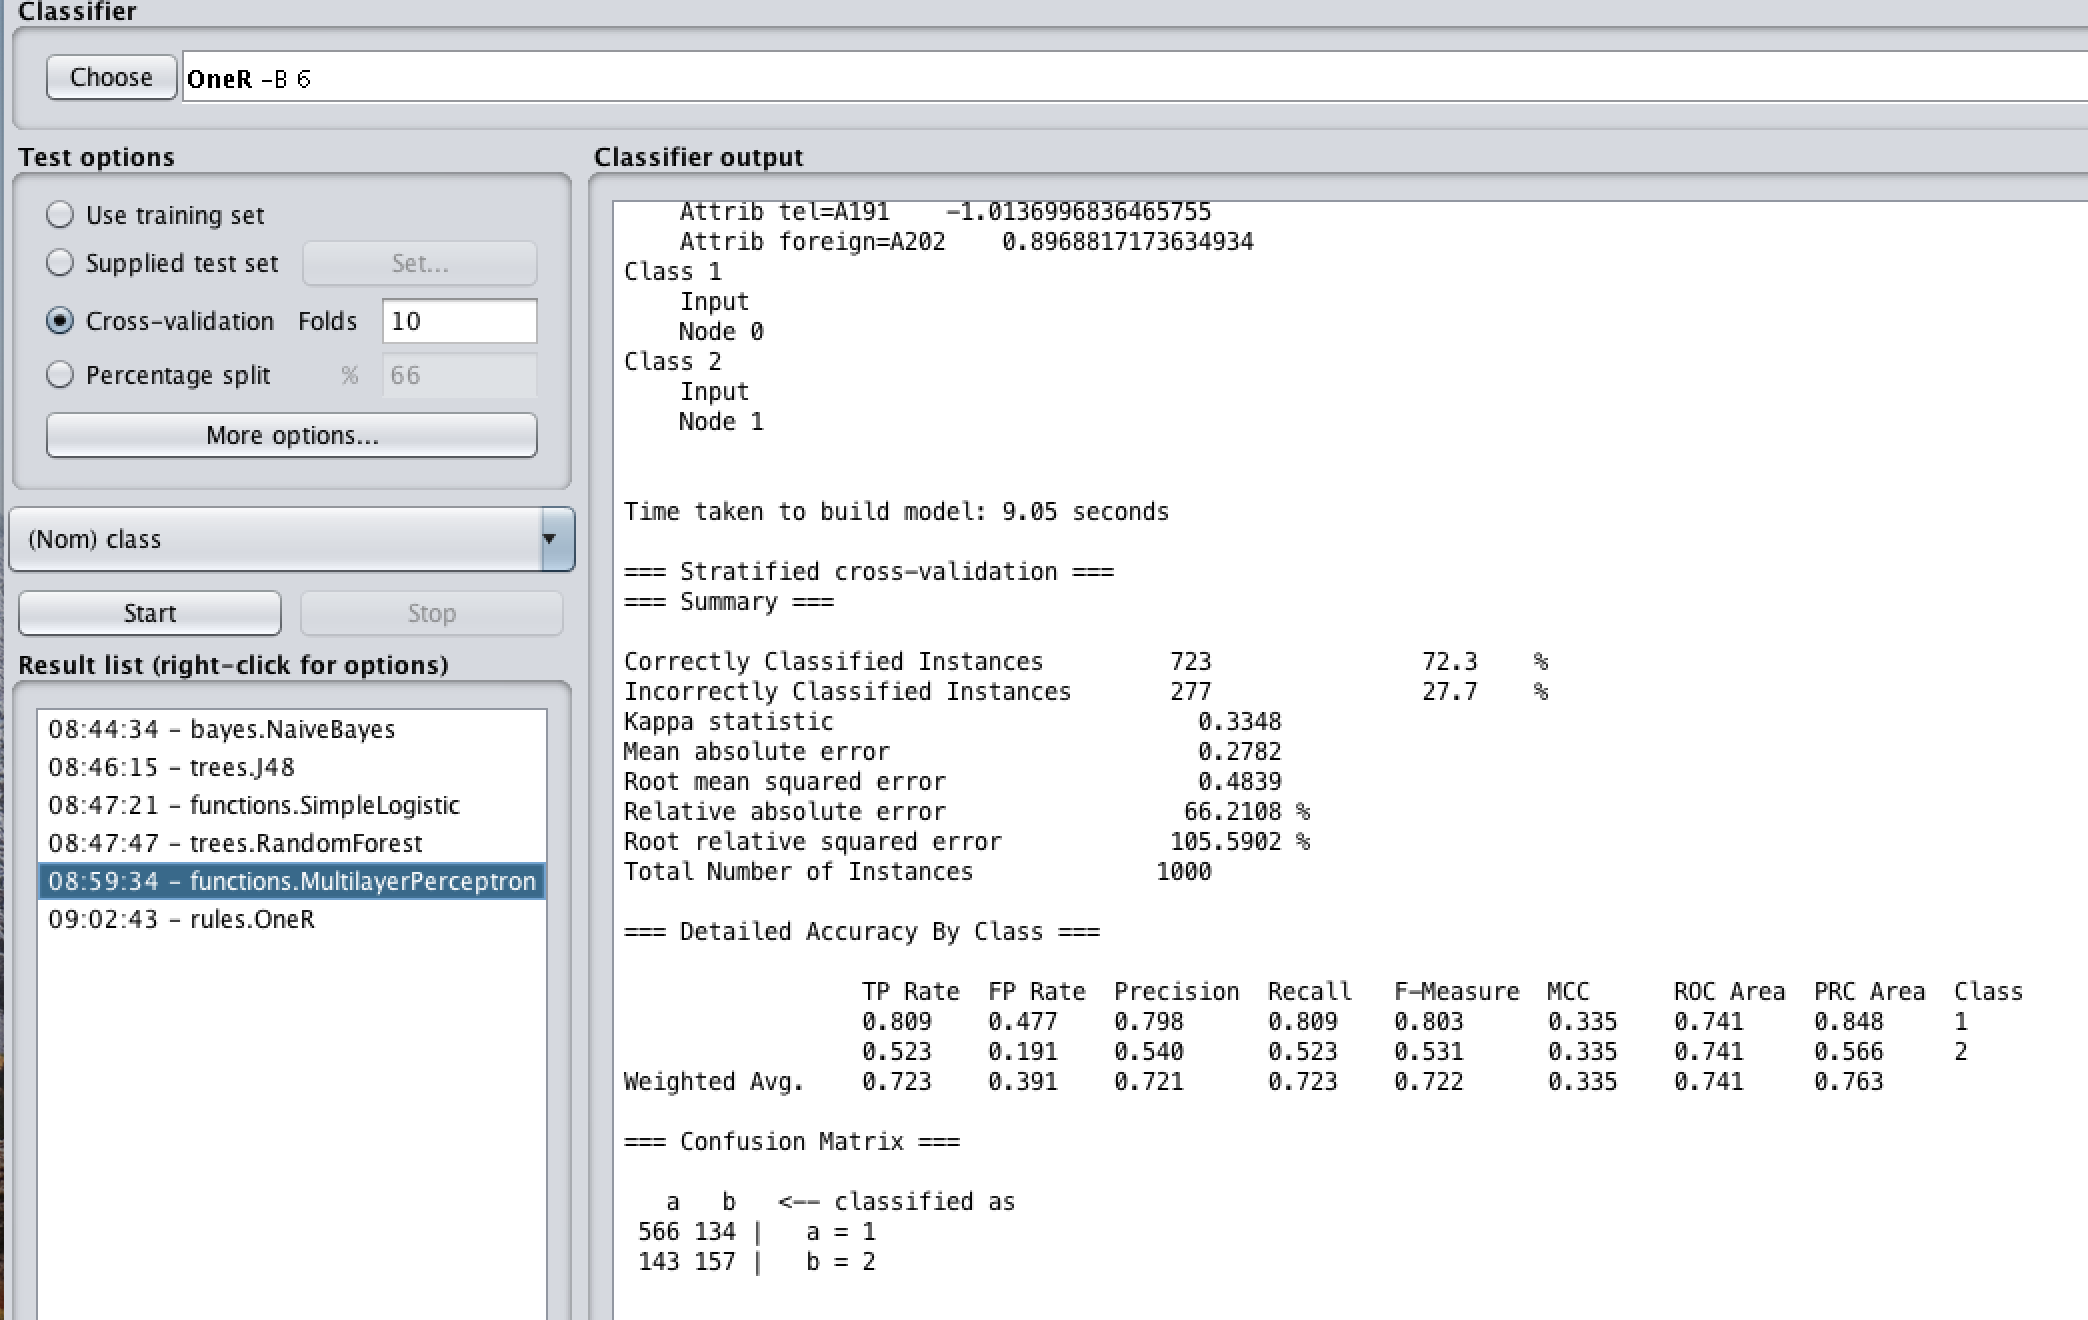 Classifier
Choose OneR -B 6
Test options
Use training set
Supplied test set Set...
Cross-validation Folds 10
Percentage split % 66
More options...
(Nom) class
Start Stop
Result list (right-click for options)
08:44:34 - bayes.NaiveBayes
08:46:15 - trees.J48
08:47:21 - functions.SimpleLogistic
08:47:47 - trees.RandomForest
08:59:34 - functions.MultilayerPerceptron
09:02:43 - rules.OneR
Classifier output
Attrib tel=A191 -1.0136996836465755
Attrib foreign=A202 0.8968817173634934
Class 1
Input
Node 0
Class 2
Input
Node 1
Time taken to build model: 9.05 seconds
=== Stratified cross-validation ===
=== Summary ===
Correctly Classified Instances 723 72.3 %
Incorrectly Classified Instances 277 27.7 %
Kappa statistic 0.3348
Mean absolute error 0.2782
Root mean squared error 0.4839
Relative absolute error 66.2108 %
Root relative squared error 105.5902 %
Total Number of Instances 1000
=== Detailed Accuracy By Class ===
TP Rate FP Rate Precision Recall F-Measure MCC ROC Area PRC Area Class
0.809 0.477 0.798 0.809 0.803 0.335 0.741 0.848 1
0.523 0.191 0.540 0.523 0.531 0.335 0.741 0.566 2
Weighted Avg. 0.723 0.391 0.721 0.723 0.722 0.335 0.741 0.763
=== Confusion Matrix ===
a b <-- classified as
566 134 | a = 1
143 157 | b = 2